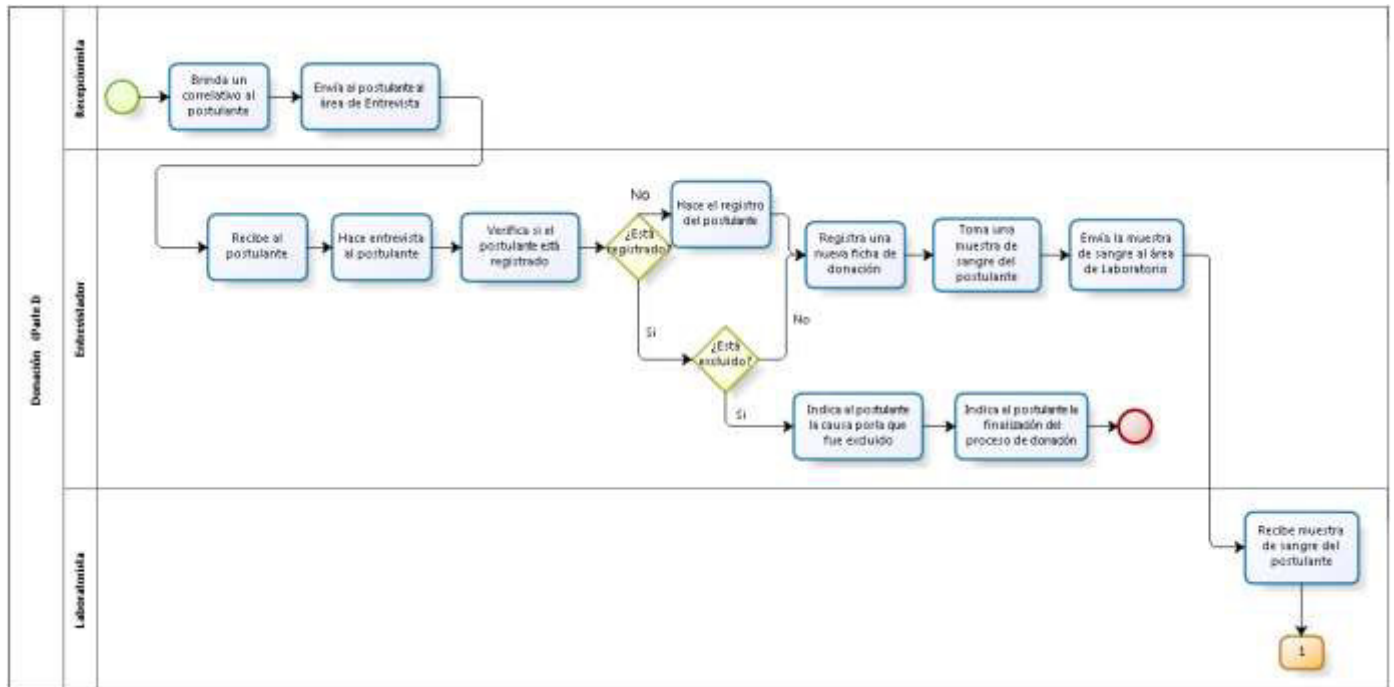 Donación (Parte I)
Recepcionista
Brinda un
correlativo al
postulante
Envía al postulante al
área de Entrevista
Entrevistador
Recibe al
postulante
Hace entrevista
al postulante
Verifica si el
postulante está
registrado
¿Está
registrado?
No
Hace el registro
del postulante
Si
¿Está
excluido?
No
Registra una
nueva ficha de
donación
Toma una
muestra de
sangre del
postulante
Envía la muestra
de sangre al área
de Laboratorio
Si
Indica al postulante
la causa por la que
fue excluido
Indica al postulante la
finalización del
proceso de donación
Laboratorista
Recibe muestra
de sangre del
postulante
1